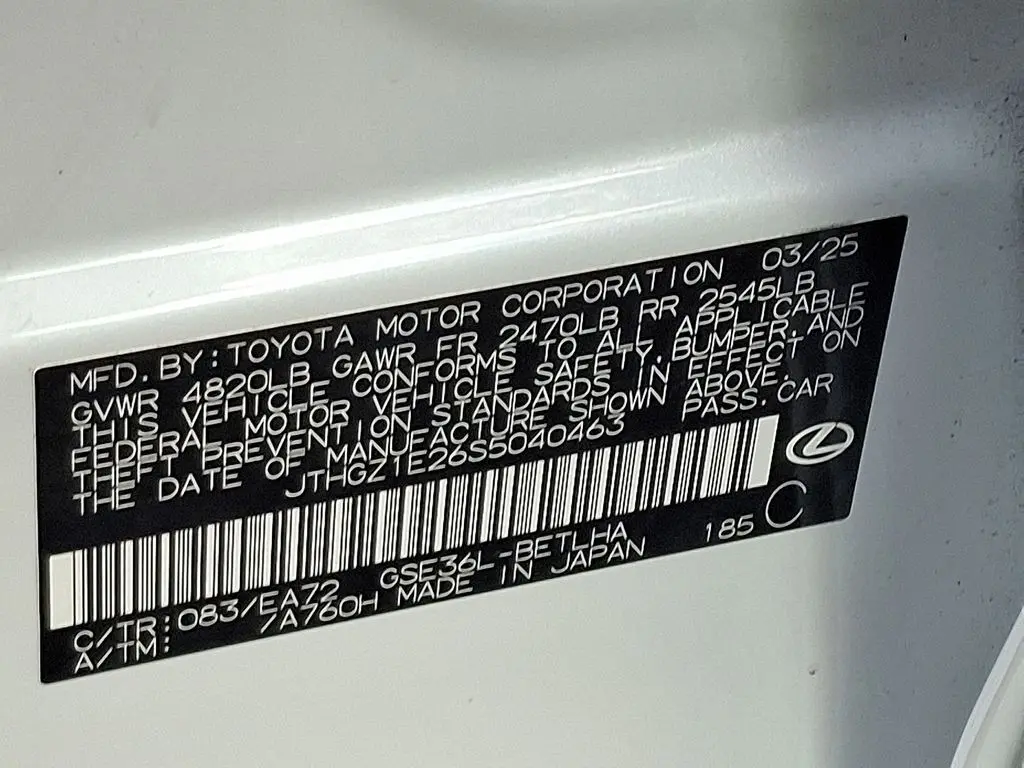 MFD. BY: TOYOTA MOTOR CORPORATION 03/25
GVWR 4820LB GAWR FR 2470LB RR 2545LB
THIS VEHICLE CONFORMS TO ALL APPLICABLE
FEDERAL MOTOR VEHICLE SAFETY, BUMPER, AND
THEFT PREVENTION STANDARDS IN EFFECT ON
THE DATE OF MANUFACTURE SHOWN ABOVE.
JTHGZ1E26S5040463 PASS. CAR
C/TR: 083/EA72 GSE36L-BETLHA 185 C
A/TM: /A760H MADE IN JAPAN